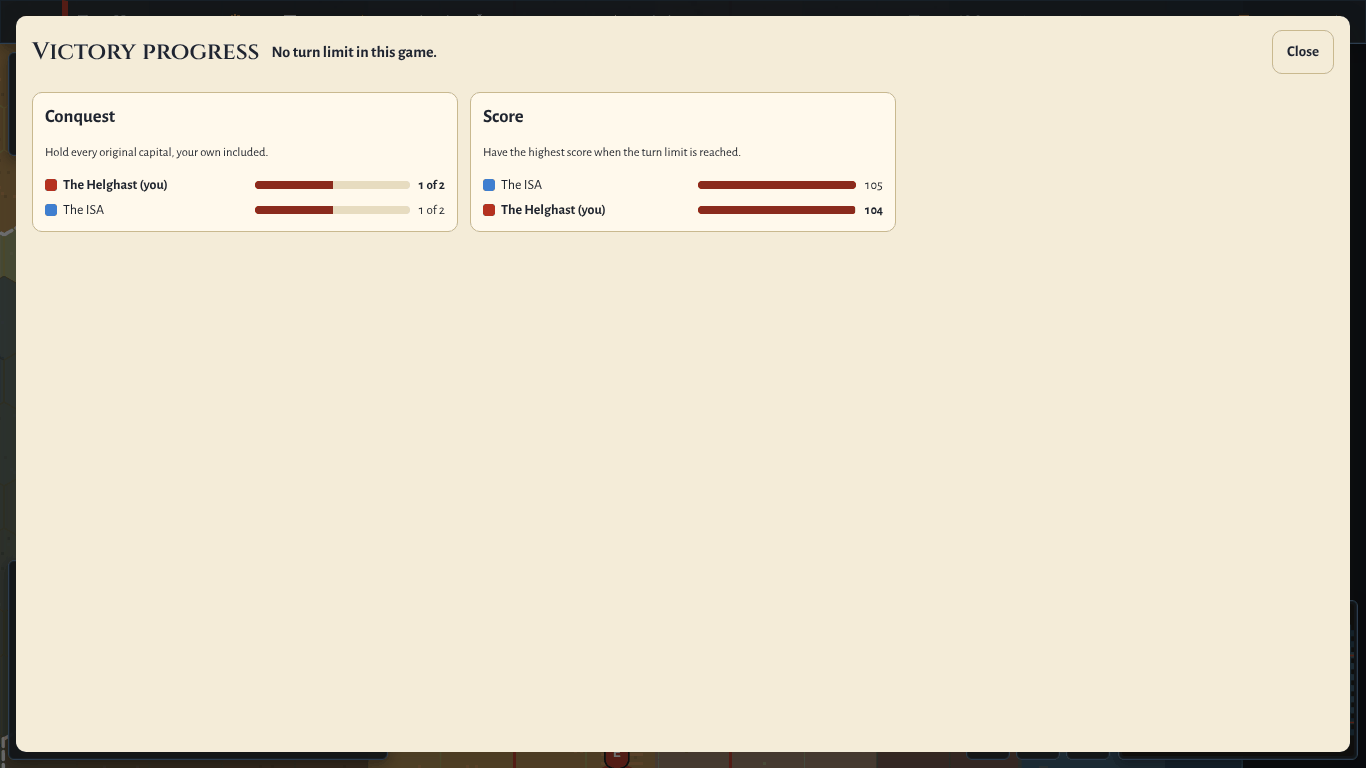 Victory progress No turn limit in this game.
Close
Conquest
Hold every original capital, your own included.
The Helghast (you) 1 of 2
The ISA 1 of 2
Score
Have the highest score when the turn limit is reached.
The ISA 105
The Helghast (you) 104